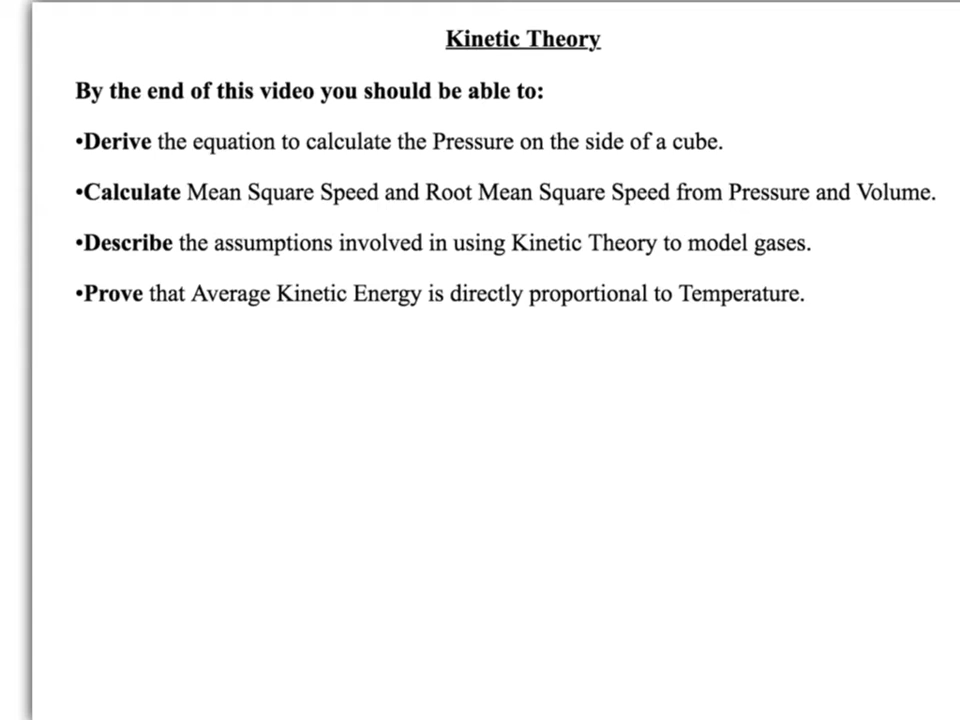 Kinetic Theory
By the end of this video you should be able to:
•Derive the equation to calculate the Pressure on the side of a cube.
•Calculate Mean Square Speed and Root Mean Square Speed from Pressure and Volume.
•Describe the assumptions involved in using Kinetic Theory to model gases.
•Prove that Average Kinetic Energy is directly proportional to Temperature.